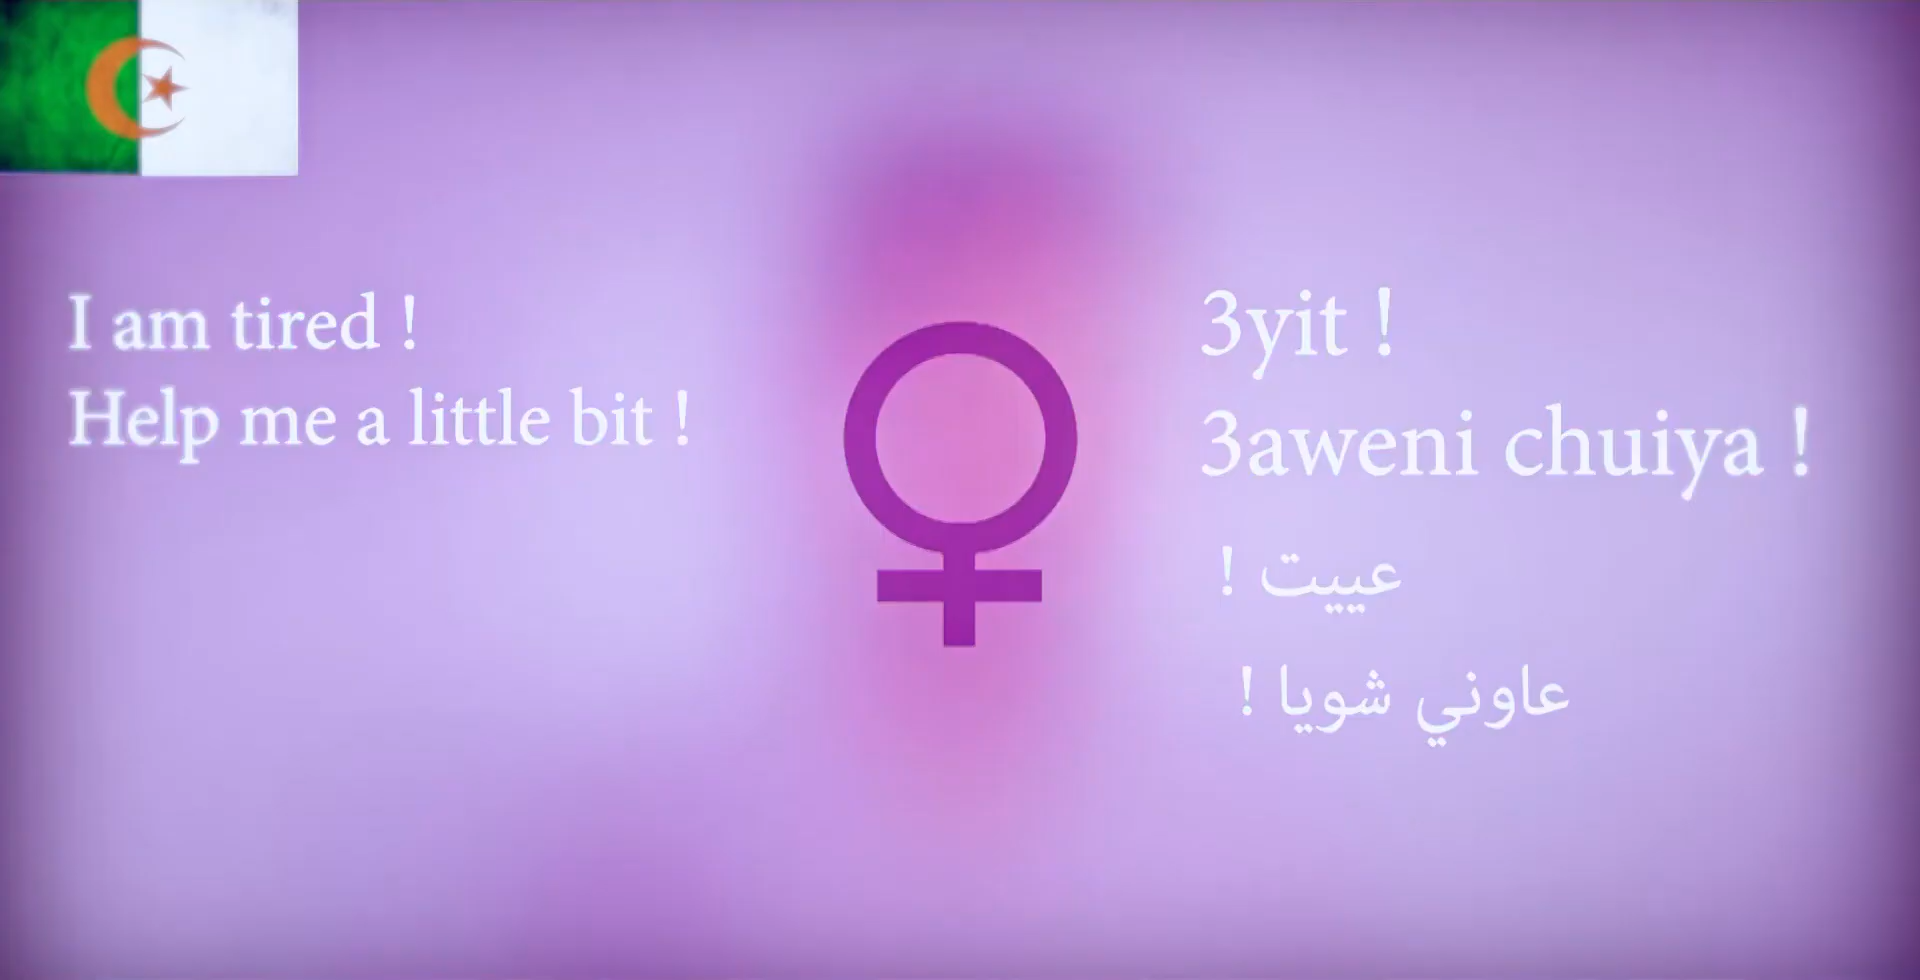 I am tired !
Help me a little bit !
3yit !
3aweni chuiya !
عييت !
عاوني شويا !